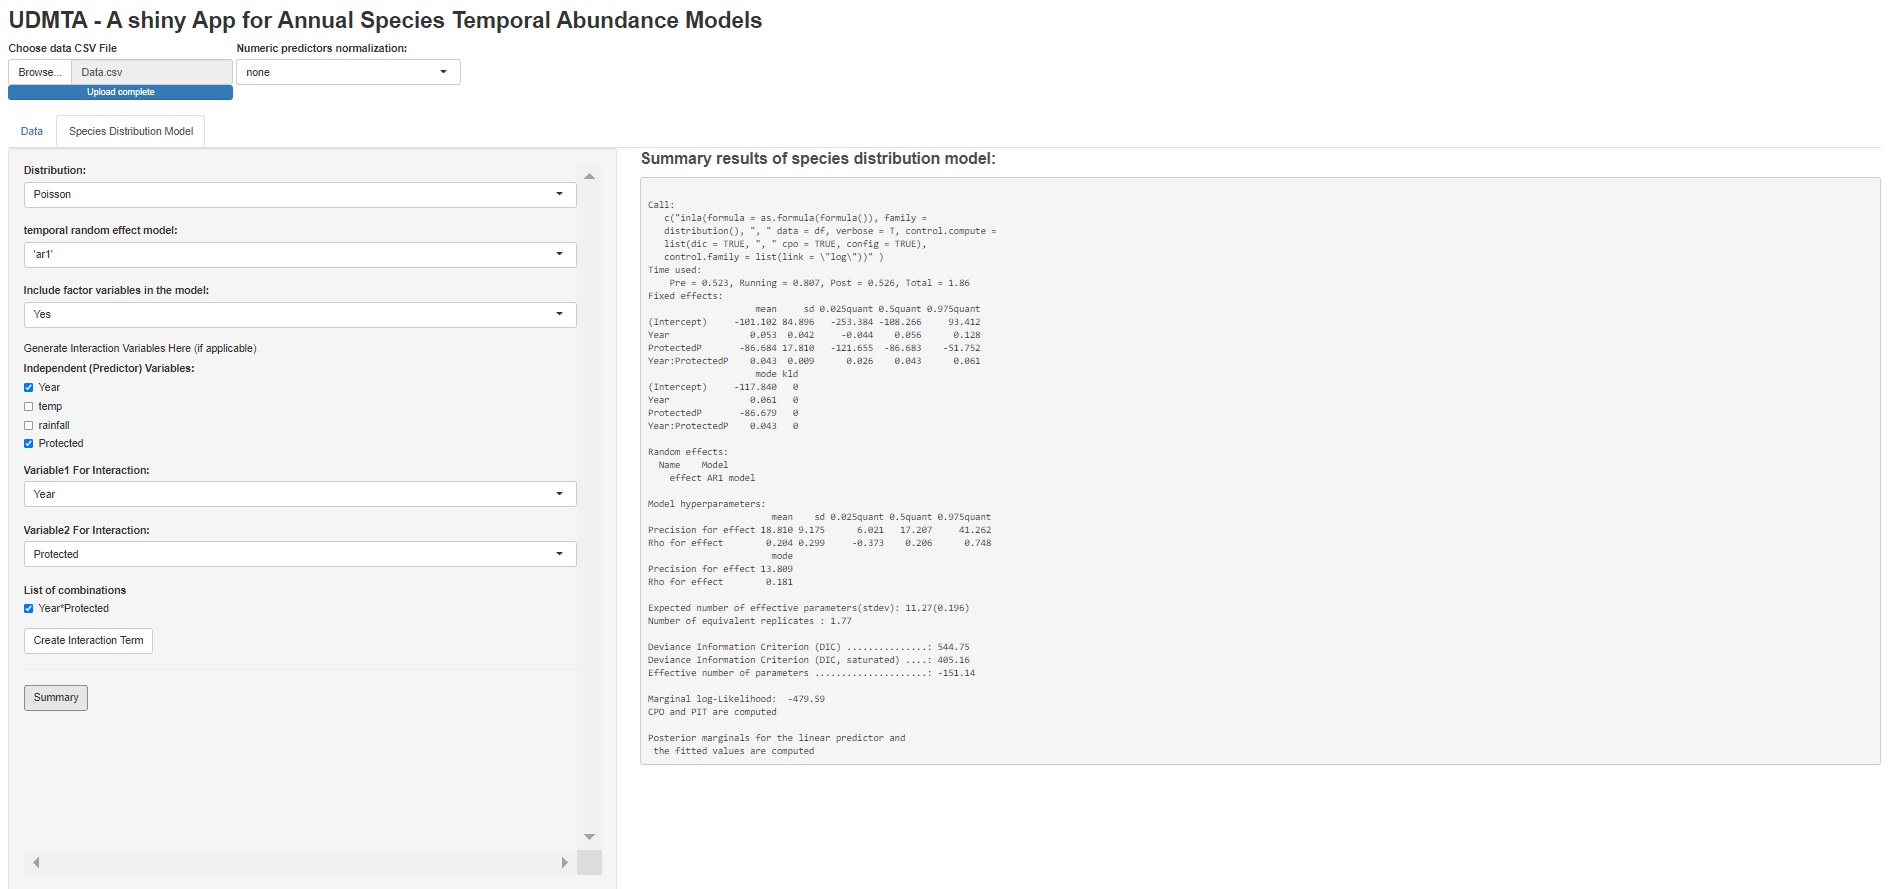 UDMTA - A shiny App for Annual Species Temporal Abundance Models
Choose data CSV File
Numeric predictors normalization:
Browse... Data.csv
none
Upload complete
Data
Species Distribution Model
Distribution:
Poisson
temporal random effect model:
'ar1'
Include factor variables in the model:
Yes
Generate Interaction Variables Here (if applicable)
Independent (Predictor) Variables:
Year
temp
rainfall
Protected
Variable1 For Interaction:
Year
Variable2 For Interaction:
Protected
List of combinations
Year*Protected
Create Interaction Term
Summary
Summary results of species distribution model:
Call:
c("inla(formula = as.formula(formula()), family =
distribution(), ", " data = df, verbose = T, control.compute =
list(dic = TRUE, ", " cpo = TRUE, config = TRUE),
control.family = list(link = \"log\"))" )
Time used:
Pre = 0.523, Running = 0.807, Post = 0.526, Total = 1.86
Fixed effects:
mean sd 0.025quant 0.5quant 0.975quant
(Intercept) -101.102 84.896 -253.384 -108.266 93.412
Year 0.053 0.042 -0.044 0.056 0.128
ProtectedP -86.684 17.810 -121.655 -86.683 -51.752
Year:ProtectedP 0.043 0.009 0.026 0.043 0.061
mode kld
(Intercept) -117.840 0
Year 0.061 0
ProtectedP -86.679 0
Year:ProtectedP 0.043 0
Random effects:
Name Model
effect AR1 model
Model hyperparameters:
mean sd 0.025quant 0.5quant 0.975quant
Precision for effect 18.810 9.175 6.021 17.207 41.262
Rho for effect 0.204 0.299 -0.373 0.206 0.748
mode
Precision for effect 13.809
Rho for effect 0.181
Expected number of effective parameters(stdev): 11.27(0.196)
Number of equivalent replicates : 1.77
Deviance Information Criterion (DIC) ...............: 544.75
Deviance Information Criterion (DIC, saturated) ....: 405.16
Effective number of parameters .....................: -151.14
Marginal log-Likelihood: -479.59
CPO and PIT are computed
Posterior marginals for the linear predictor and
the fitted values are computed